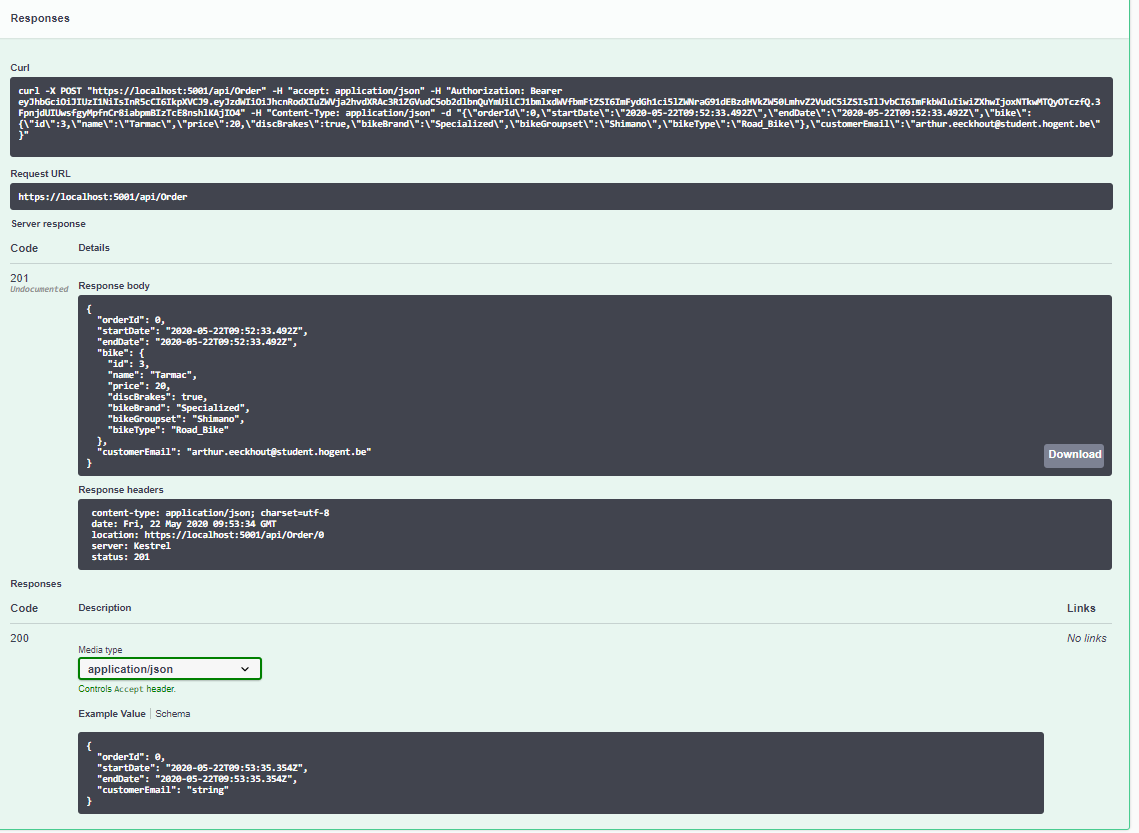 Responses
Curl
curl -X POST "https://localhost:5001/api/Order" -H "accept: application/json" -H "Authorization: Bearer
"Content-Type: application/json" -d "{\"orderId\":0,\"startDate\":\"2020-05-22T09:52:33.492Z\",\"endDate\":\"2020-05-22T09:52:33.492Z\",\"bike\":
{\"id\":3,\"name\":\"Tarmac\",\"price\":20,\"discBrakes\":true,\"bikeBrand\":\"Specialized\",\"bikeGroupset\":\"Shimano\",\"bikeType\":\"Road_Bike\"},\"customerEmail\":\"arthur.eeckhout@student.hogent.be\"
}"
Request URL
https://localhost:5001/api/Order
Server response
Code Details
201
Undocumented
Response body
{
"orderId": 0,
"startDate": "2020-05-22T09:52:33.492Z",
"endDate": "2020-05-22T09:52:33.492Z",
"bike": {
"id": 3,
"name": "Tarmac",
"price": 20,
"discBrakes": true,
"bikeBrand": "Specialized",
"bikeGroupset": "Shimano",
"bikeType": "Road_Bike"
},
"customerEmail": "arthur.eeckhout@student.hogent.be"
}
Download
Response headers
content-type: application/json; charset=utf-8
date: Fri, 22 May 2020 09:53:34 GMT
location: https://localhost:5001/api/Order/0
server: Kestrel
status: 201
Responses
Code Description Links
200 No links
Media type
application/json
Controls Accept header.
Example Value Schema
{
"orderId": 0,
"startDate": "2020-05-22T09:53:35.354Z",
"endDate": "2020-05-22T09:53:35.354Z",
"customerEmail": "string"
}